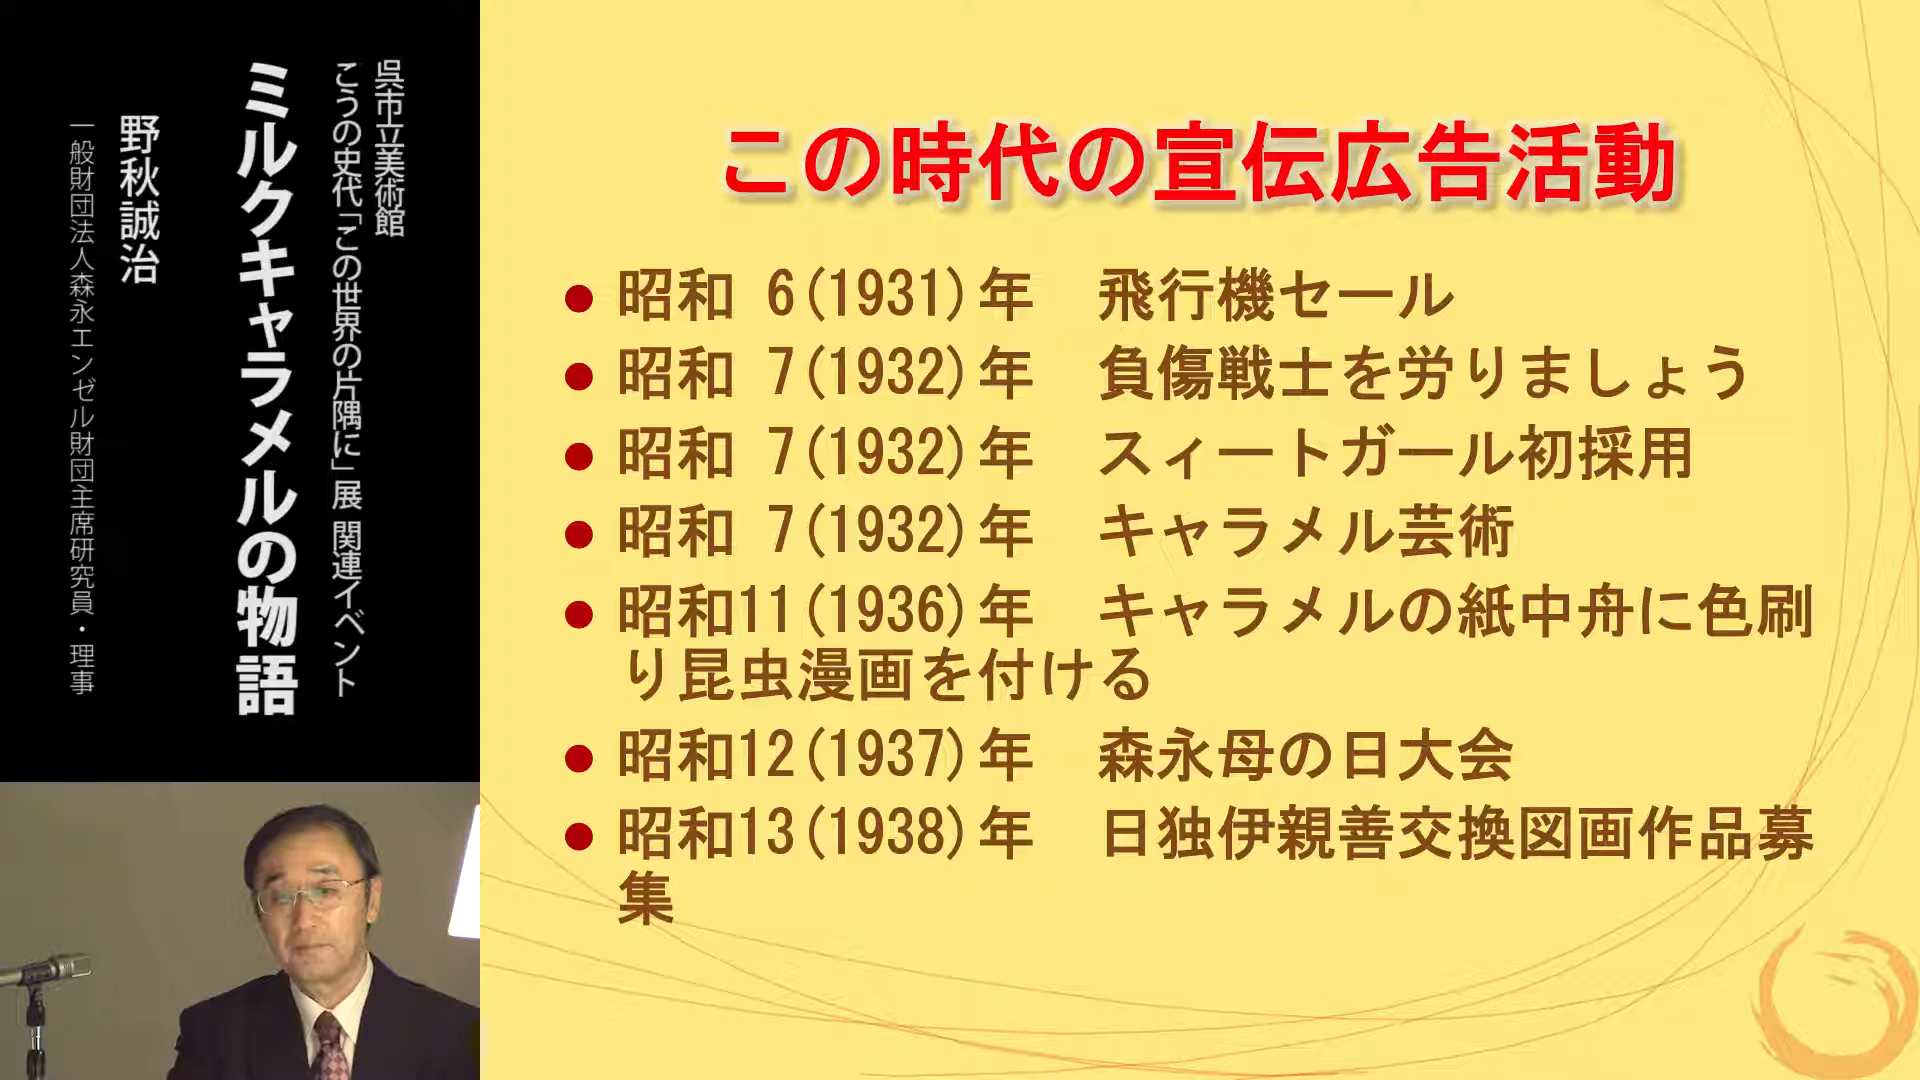 呉市立美術館
こうの史代「この世界の片隅に」展 関連イベント
ミルクキャラメルの物語
野秋誠治
一般財団法人森永エンゼル財団主席研究員・理事
この時代の宣伝広告活動
● 昭和 6(1931)年 飛行機セール
● 昭和 7(1932)年 負傷戦士を労りましょう
● 昭和 7(1932)年 スィートガール初採用
● 昭和 7(1932)年 キャラメル芸術
● 昭和11(1936)年 キャラメルの紙中舟に色刷
り昆虫漫画を付ける
● 昭和12(1937)年 森永母の日大会
● 昭和13(1938)年 日独伊親善交換図画作品募
集